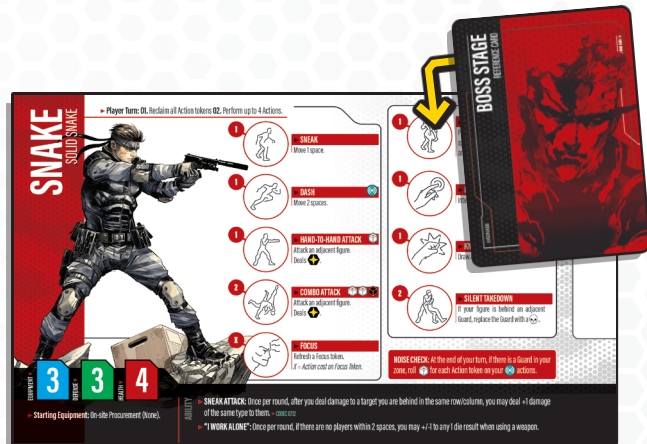 BOSS STAGE
REFERENCE CARD
SNAKE
SOLID SNAKE
► Player Turn: 01. Reclaim all Action tokens 02. Perform up to 4 Actions.
1
► SNEAK
Move 1 space.
1
► DASH
Move 2 spaces.
1
► HAND-TO-HAND ATTACK
Attack an adjacent figure.
Deals
2
► COMBO ATTACK
Attack an adjacent figure.
Deals
X
► FOCUS
Refresh a Focus token.
X = Action cost on Focus Token.
1
1
1
Draw
2
► SILENT TAKEDOWN
If your figure is behind an adjacent
Guard, replace the Guard with a
NOISE CHECK: At the end of your turn, if there is a Guard in your
zone, roll for each Action token on your actions.
EQUIPMENT
3
DEFENSE
3
HEALTH
4
► Starting Equipment: On-site Procurement (None).
ABILITY
► SNEAK ATTACK: Once per round, after you deal damage to a target you are behind in the same row/column, you may deal +1 damage
of the same type to them.
► "I WORK ALONE": Once per round, if there are no players within 2 spaces, you may +/-1 to any 1 die result when using a weapon.